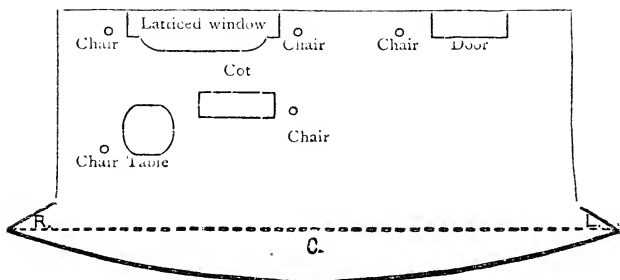 Latticed window
Chair Chair Chair Door
Cot
Chair
Chair Table
R. L.
C.